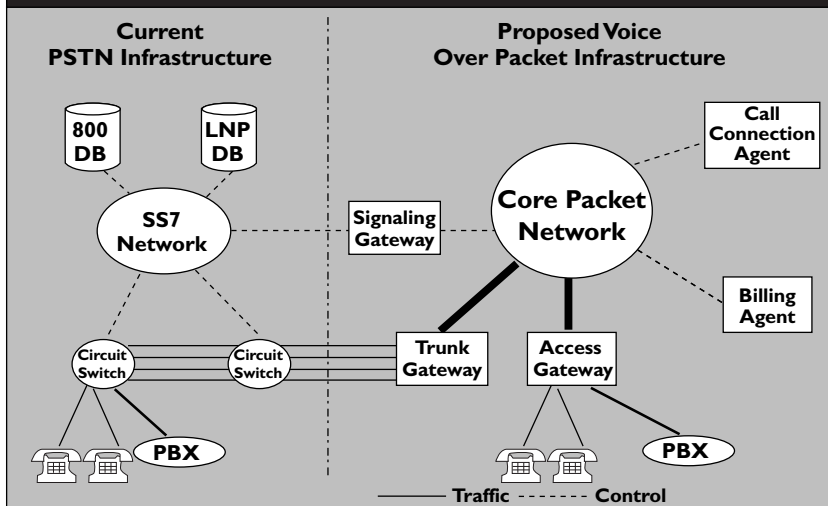 Current
PSTN Infrastructure
Proposed Voice
Over Packet Infrastructure
800
DB
LNP
DB
Call
Connection
Agent
SS7
Network
Signaling
Gateway
Core Packet
Network
Billing
Agent
Circuit
Switch
Circuit
Switch
Trunk
Gateway
Access
Gateway
PBX
PBX
Traffic
Control